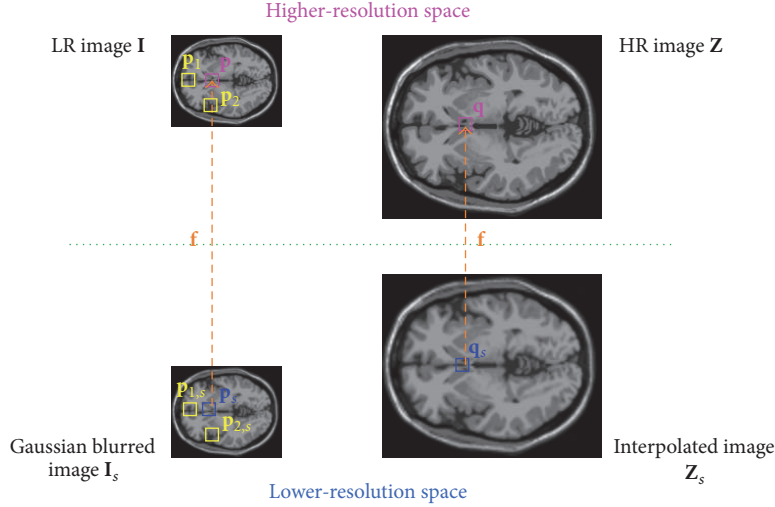 Higher-resolution space
LR image I
HR image Z
p₁
p
p₂
q
f
f
qₛ
p₁,ₛ
pₛ
p₂,ₛ
Gaussian blurred
image Iₛ
Interpolated image
Zₛ
Lower-resolution space